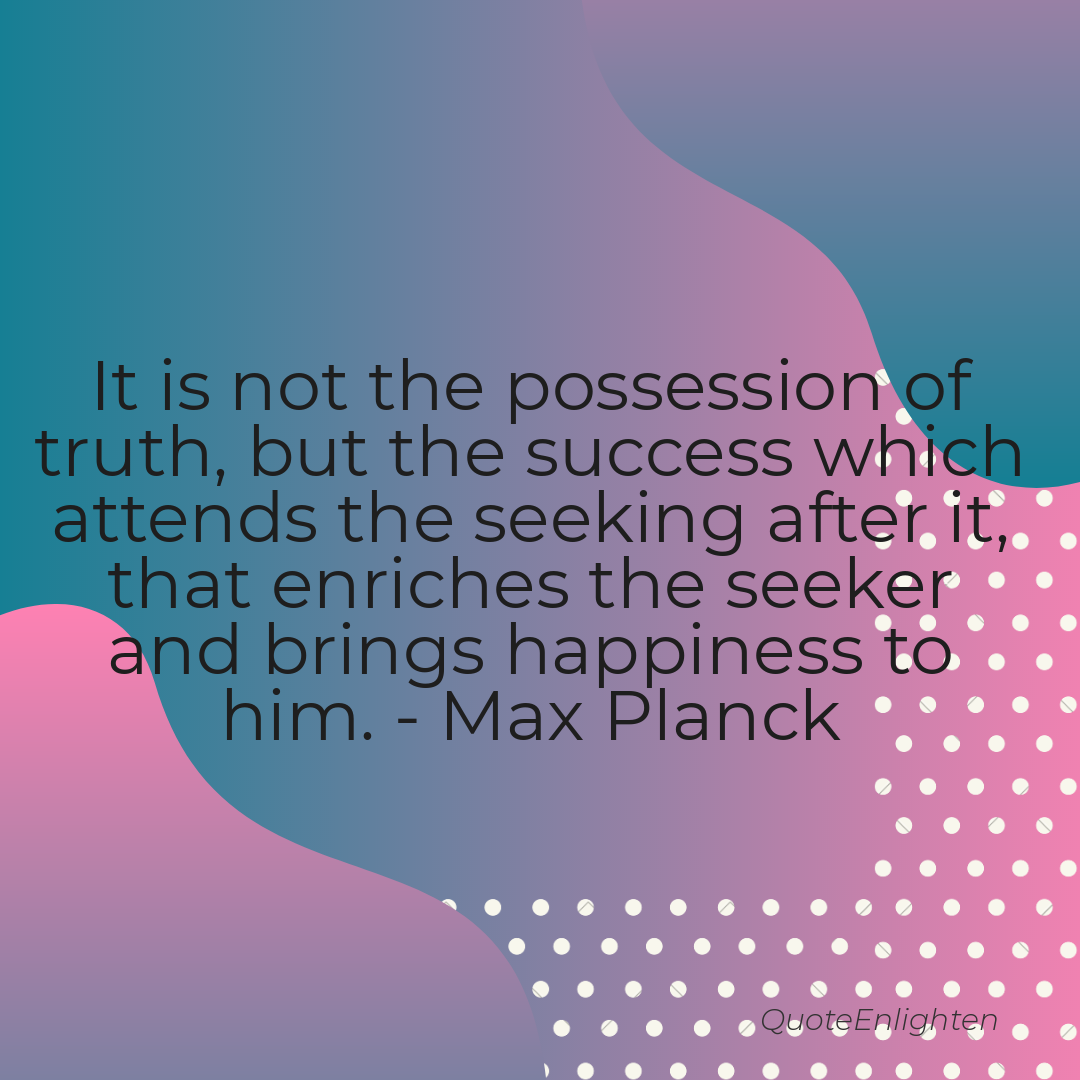 It is not the possession of
truth, but the success which
attends the seeking after it,
that enriches the seeker
and brings happiness to
him. - Max Planck
QuoteEnlighten